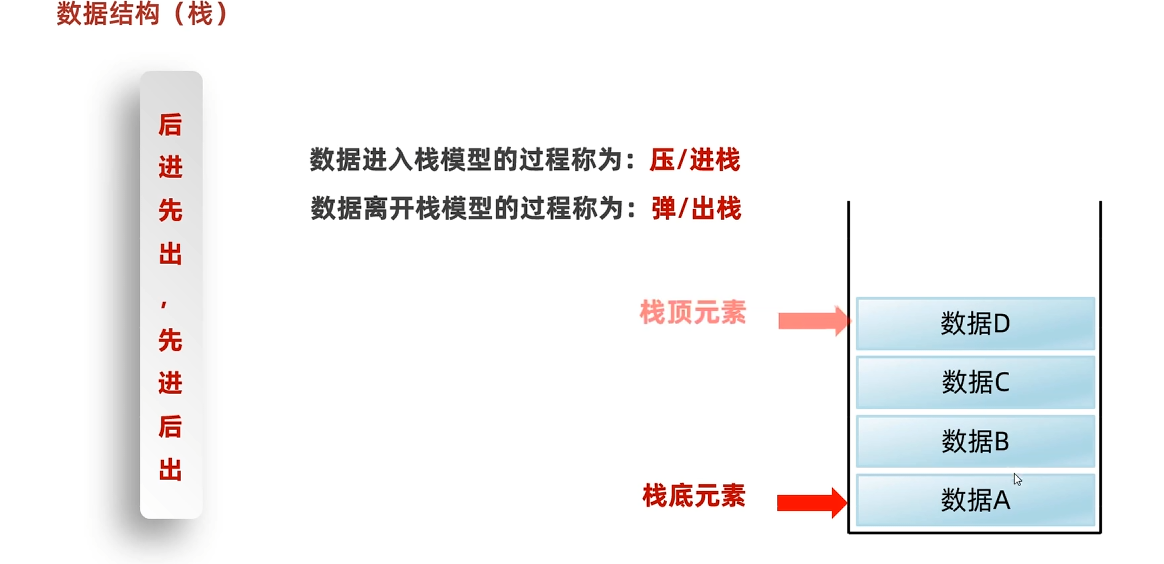 数据结构（栈）
后进先出,先进后出
数据进入栈模型的过程称为：压/进栈
数据离开栈模型的过程称为：弹/出栈
栈顶元素
数据D
数据C
数据B
栈底元素
数据A